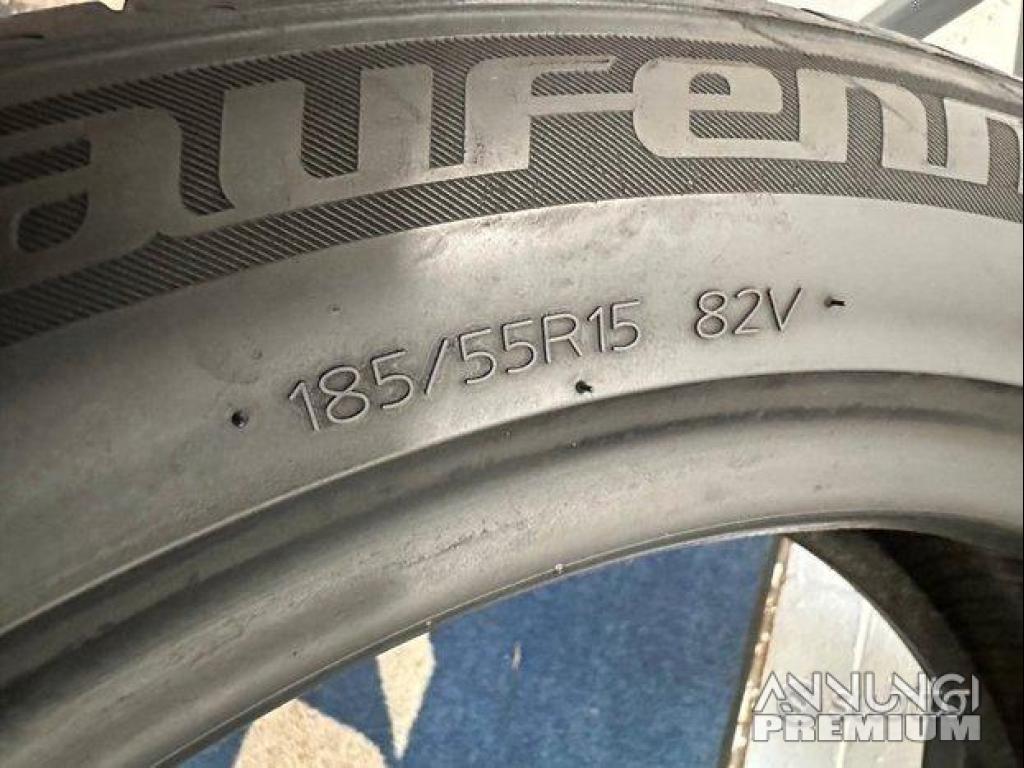 aufenn
185/55R15 82V
ANNUNCI
PREMIUM